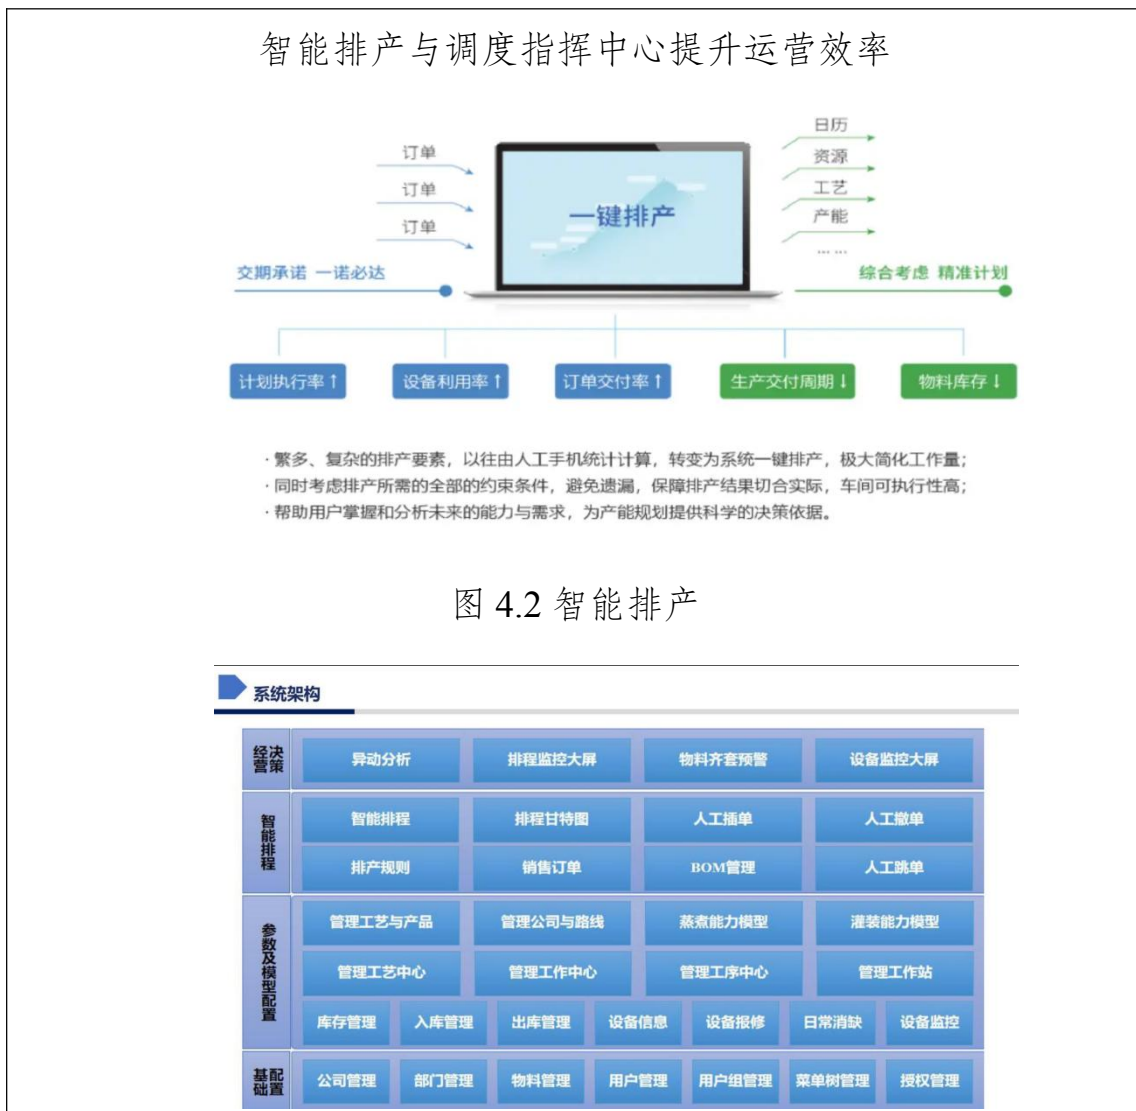 智能排产与调度指挥中心提升运营效率
订单
订单
订单
一键排产
日历
资源
工艺
产能
... ...
交期承诺 一诺必达
综合考虑 精准计划
计划执行率↑ 设备利用率↑ 订单交付率↑ 生产交付周期↓ 物料库存↓
·繁多、复杂的排产要素，以往由人工手机统计计算，转变为系统一键排产，极大简化工作量；
·同时考虑排产所需的全部的约束条件，避免遗漏，保障排产结果切合实际，车间可执行性高；
·帮助用户掌握和分析未来的能力与需求，为产能规划提供科学的决策依据。
图 4.2 智能排产
系统架构
经营决策
异动分析 排程监控大屏 物料齐套预警 设备监控大屏
智能排程
智能排程 排程甘特图 人工插单 人工撤单
排产规则 销售订单 BOM管理 人工跳单
参数及模型配置
管理工艺与产品 管理公司与路线 蒸煮能力模型 灌装能力模型
管理工艺中心 管理工作中心 管理工序中心 管理工作站
库存管理 入库管理 出库管理 设备信息 设备报修 日常消缺 设备监控
基础配置
公司管理 部门管理 物料管理 用户管理 用户组管理 菜单树管理 授权管理